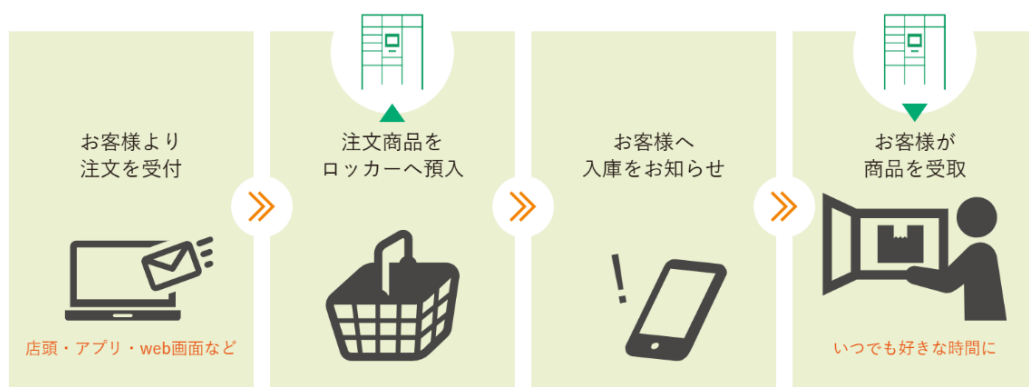 お客様より
注文を受付
店頭・アプリ・web画面など
注文商品を
ロッカーへ預入
お客様へ
入庫をお知らせ
お客様が
商品を受取
いつでも好きな時間に